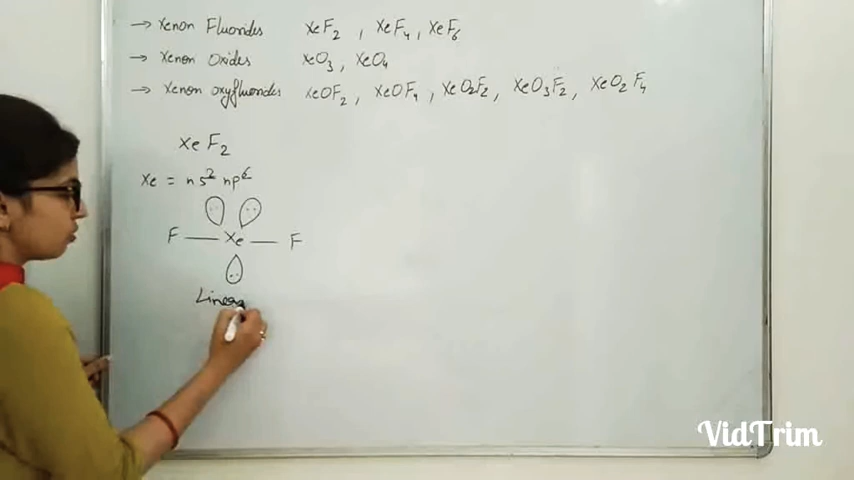 → Xenon Fluorides XeF₂ , XeF₄ , XeF₆
→ Xenon Oxides XeO₃ , XeO₄
→ Xenon oxyfluorides XeOF₂ , XeOF₄ , XeO₂F₂ , XeO₃F₂ , XeO₂F₄
XeF₂
Xe = ns² np⁶
F — Xe — F
Linear
VidTrim